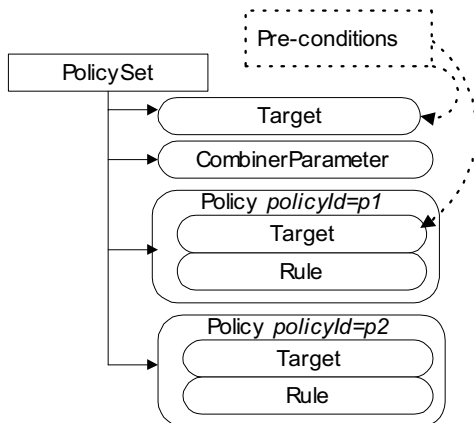 Pre-conditions
PolicySet
Target
CombinerParameter
Policy policyId=p1
Target
Rule
Policy policyId=p2
Target
Rule